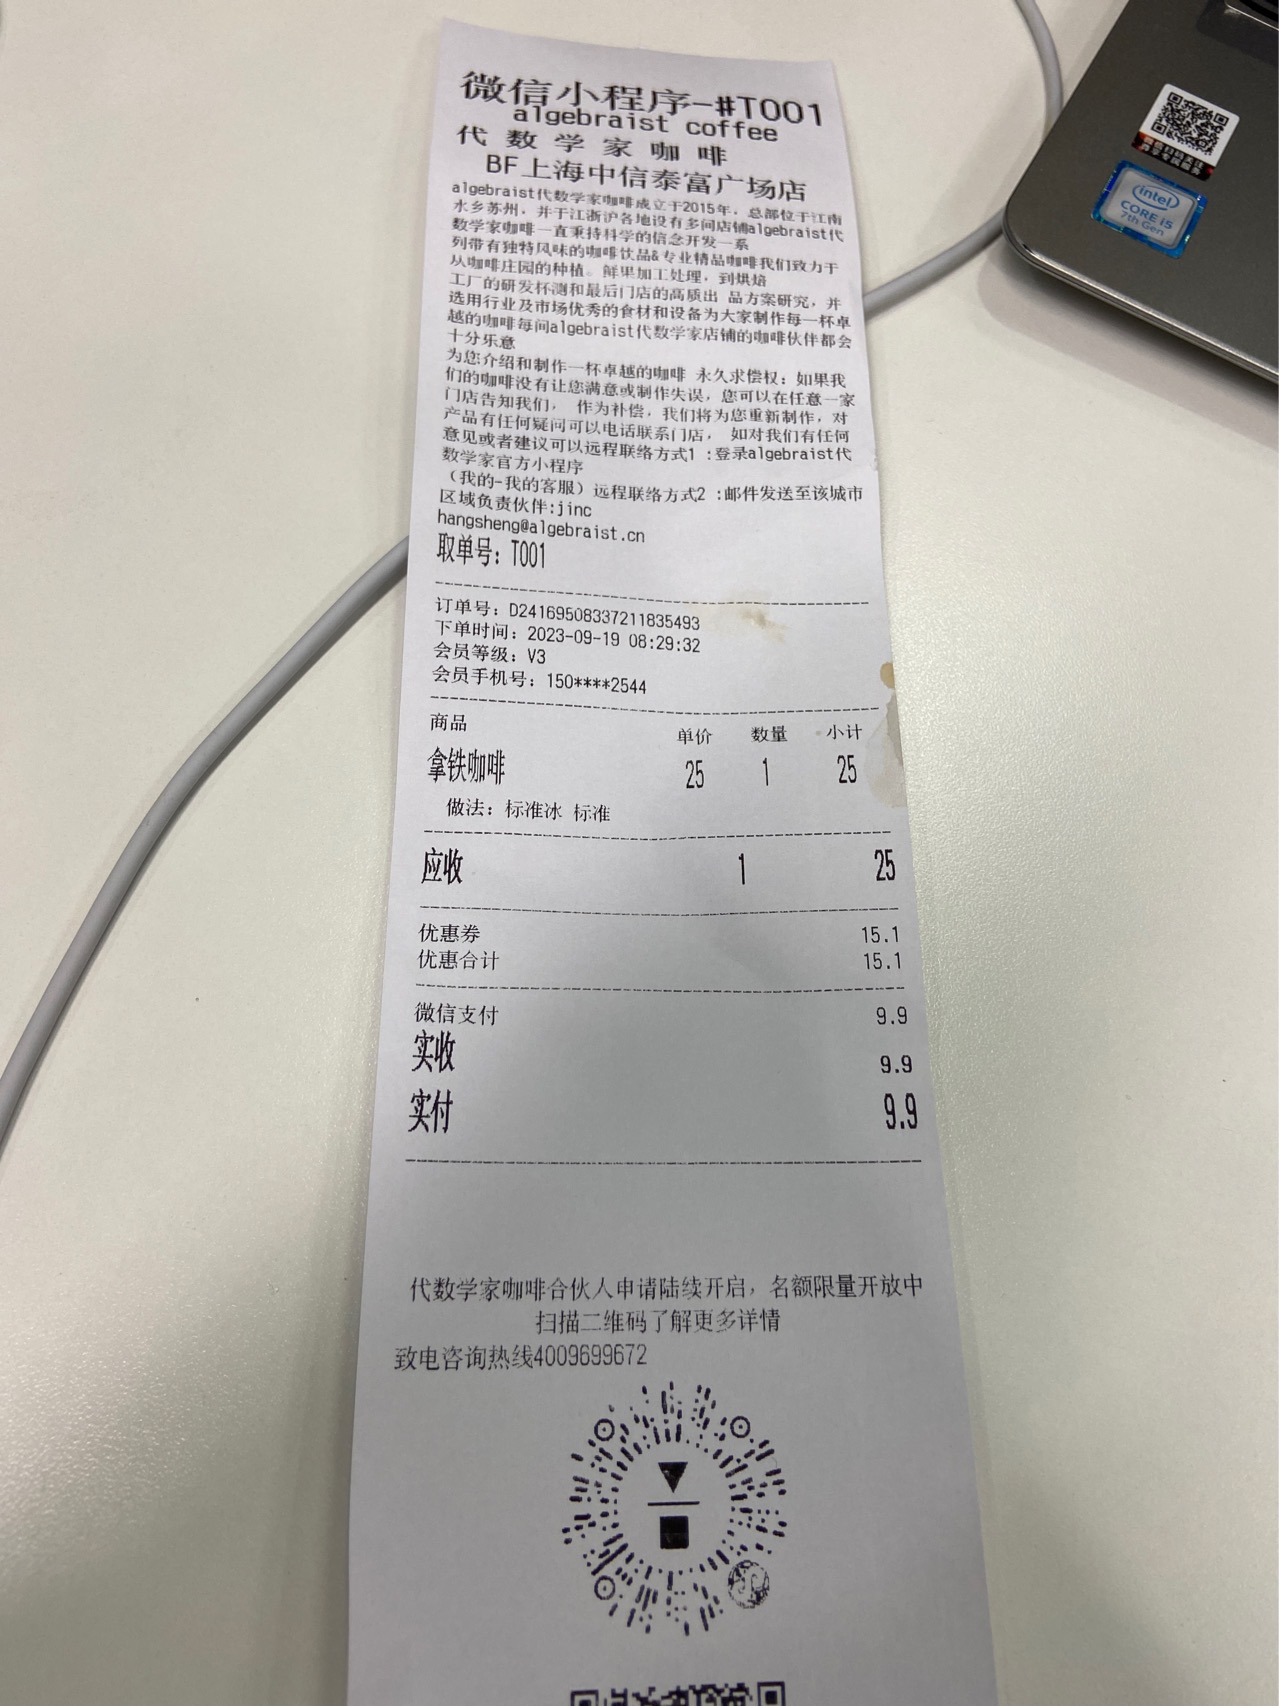 微信小程序-#T001
algebraist coffee
代数学家咖啡
BF上海中信泰富广场店
algebraist代数学家咖啡成立于2015年，总部位于江南
水乡苏州，并于江浙沪各地设有多间店铺algebraist代
数学家咖啡一直秉持科学的信念开发一系
列带有独特风味的咖啡饮品&专业精品咖啡我们致力于
从咖啡庄园的种植。鲜果加工处理，到烘焙
工厂的研发杯测和最后门店的高质出 品方案研究，并
选用行业及市场优秀的食材和设备为大家制作每一杯卓
越的咖啡每间algebraist代数学家店铺的咖啡伙伴都会
十分乐意
为您介绍和制作一杯卓越的咖啡 永久求偿权：如果我
们的咖啡没有让您满意或制作失误，您可以在任意一家
门店告知我们， 作为补偿，我们将为您重新制作，对
产品有任何疑问可以电话联系门店， 如对我们有任何
意见或者建议可以远程联络方式1 :登录algebraist代
数学家官方小程序
（我的-我的客服）远程联络方式2 :邮件发送至该城市
区域负责伙伴:jinc
hangsheng@algebraist.cn
取单号：T001
订单号：D241695083372118354​93
下单时间：2023-09-19 08:29:32
会员等级：V3
会员手机号：150****2544
商品 单价 数量 小计
拿铁咖啡 25 1 25
做法：标准冰 标准
应收 1 25
优惠券 15.1
优惠合计 15.1
微信支付 9.9
实收 9.9
实付 9.9
代数学家咖啡合伙人申请陆续开启，名额限量开放中
扫描二维码了解更多详情
致电咨询热线4009699672
intel
CORE i5
7th Gen